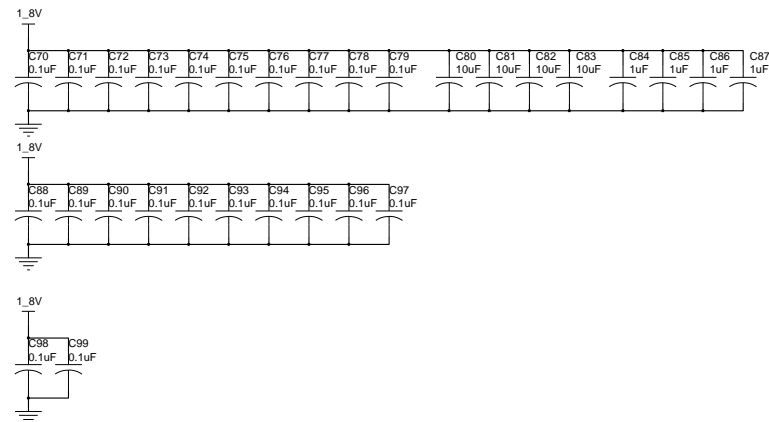 1_8V
C70 C71 C72 C73 C74 C75 C76 C77 C78 C79 C80 C81 C82 C83 C84 C85 C86 C87
0.1uF 0.1uF 0.1uF 0.1uF 0.1uF 0.1uF 0.1uF 0.1uF 0.1uF 0.1uF 10uF 10uF 10uF 10uF 1uF 1uF 1uF 1uF
1_8V
C88 C89 C90 C91 C92 C93 C94 C95 C96 C97
0.1uF 0.1uF 0.1uF 0.1uF 0.1uF 0.1uF 0.1uF 0.1uF 0.1uF 0.1uF
1_8V
C98 C99
0.1uF 0.1uF